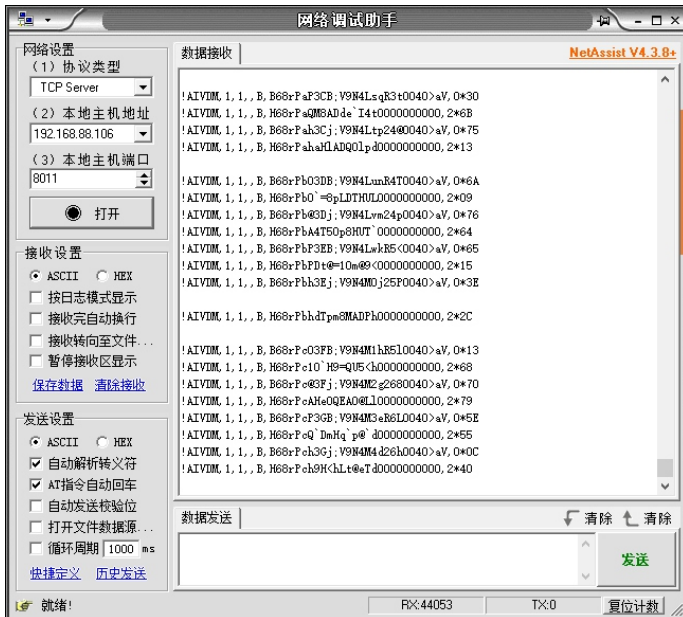 网络调试助手
网络设置
（1）协议类型
TCP Server
（2）本地主机地址
192.168.88.106
（3）本地主机端口
8011
打开
接收设置
ASCII HEX
按日志模式显示
接收完自动换行
接收转向至文件...
暂停接收区显示
保存数据 清除接收
发送设置
ASCII HEX
自动解析转义符
AT指令自动回车
自动发送校验位
打开文件数据源...
循环周期 1000 ms
快捷定义 历史发送
数据接收
NetAssist V4.3.8+
!AIVDM,1,1,,B,B68rPaP3CB;V9N4LsqR3t0040>aV,0*30
!AIVDM,1,1,,B,H68rPaQM8ADde`I4t0000000000,2*6B
!AIVDM,1,1,,B,B68rPah3Cj;V9N4Ltp24@0040>aV,0*75
!AIVDM,1,1,,B,H68rPahaHlADQOlpd0000000000,2*13
!AIVDM,1,1,,B,B68rPb03DB;V9N4LunR4T0040>aV,0*6A
!AIVDM,1,1,,B,H68rPb0`=8pLDTHUL0000000000,2*09
!AIVDM,1,1,,B,B68rPb@3Dj;V9N4Lvm24p0040>aV,0*76
!AIVDM,1,1,,B,H68rPbA4T50p8HUT`0000000000,2*64
!AIVDM,1,1,,B,B68rPbP3EB;V9N4LwkR5<0040>aV,0*65
!AIVDM,1,1,,B,H68rPbPDt@=10m@9<0000000000,2*15
!AIVDM,1,1,,B,B68rPbh3Ej;V9N4M0j25P0040>aV,0*3E
!AIVDM,1,1,,B,H68rPbhdTpm8MADPh0000000000,2*2C
!AIVDM,1,1,,B,B68rPc03FB;V9N4M1hR5l0040>aV,0*13
!AIVDM,1,1,,B,H68rPc10`H9=QU5<h0000000000,2*68
!AIVDM,1,1,,B,B68rPc@3Fj;V9N4M2g2680040>aV,0*70
!AIVDM,1,1,,B,H68rPcAHe0QEA0@Ll0000000000,2*79
!AIVDM,1,1,,B,B68rPcP3GB;V9N4M3eR6L0040>aV,0*5E
!AIVDM,1,1,,B,H68rPcQ`DmHq`p@`d0000000000,2*55
!AIVDM,1,1,,B,B68rPch3Gj;V9N4M4d26h0040>aV,0*0C
!AIVDM,1,1,,B,H68rPch9H<hLt@eTd0000000000,2*40
数据发送
清除 清除
发送
就绪!
RX:44053
TX:0
复位计数